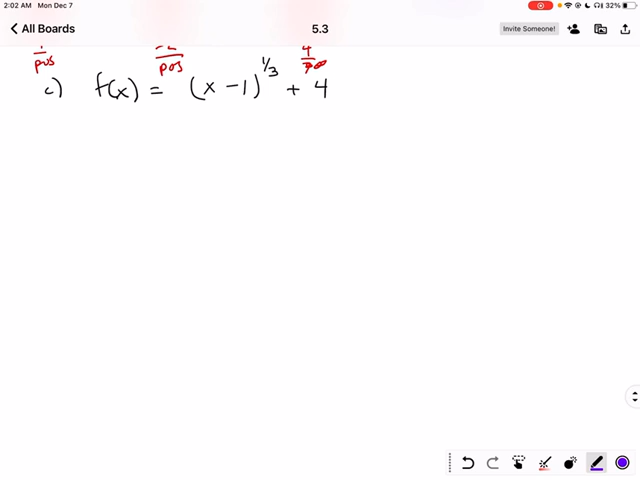 2:02 AM Mon Dec 7 32%
All Boards 5.3 Invite Someone!
pos pos 4
c) f(x) = (x - 1)^1/3 + 4